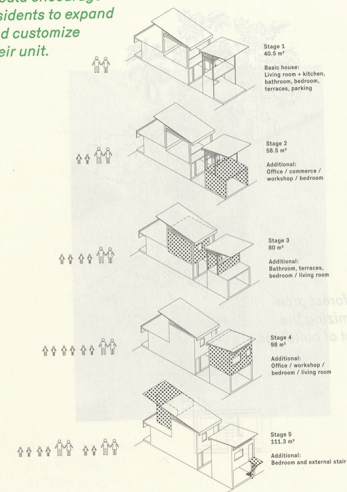 encourage
sidents to expand
d customize
eir unit.
Stage 1
40.5 m²
Basic house:
Living room + kitchen,
bathroom, bedroom,
terraces, parking
Stage 2
58.5 m²
Additional:
Office / commerce /
workshop / bedroom
Stage 3
80 m²
Additional:
Bathroom, terraces,
bedroom / living room
Stage 4
98 m²
Additional:
Office / workshop /
bedroom / living room
Stage 5
111.3 m²
Additional:
Bedroom and external stair